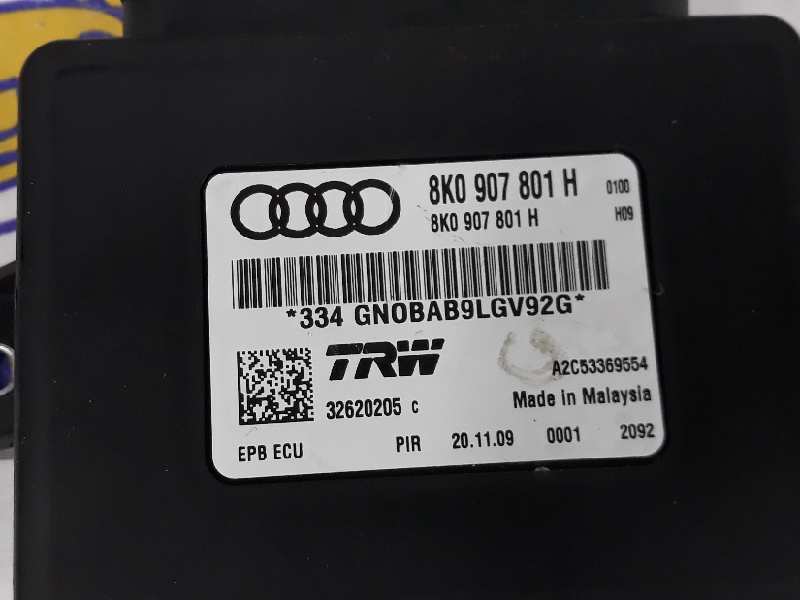 8K0 907 801 H 0100
8K0 907 801 H H09
*334 GN0BAB9LGV92G*
TRW
A2C53369554
32620205 C
Made in Malaysia
EPB ECU PIR 20.11.09 0001 2092